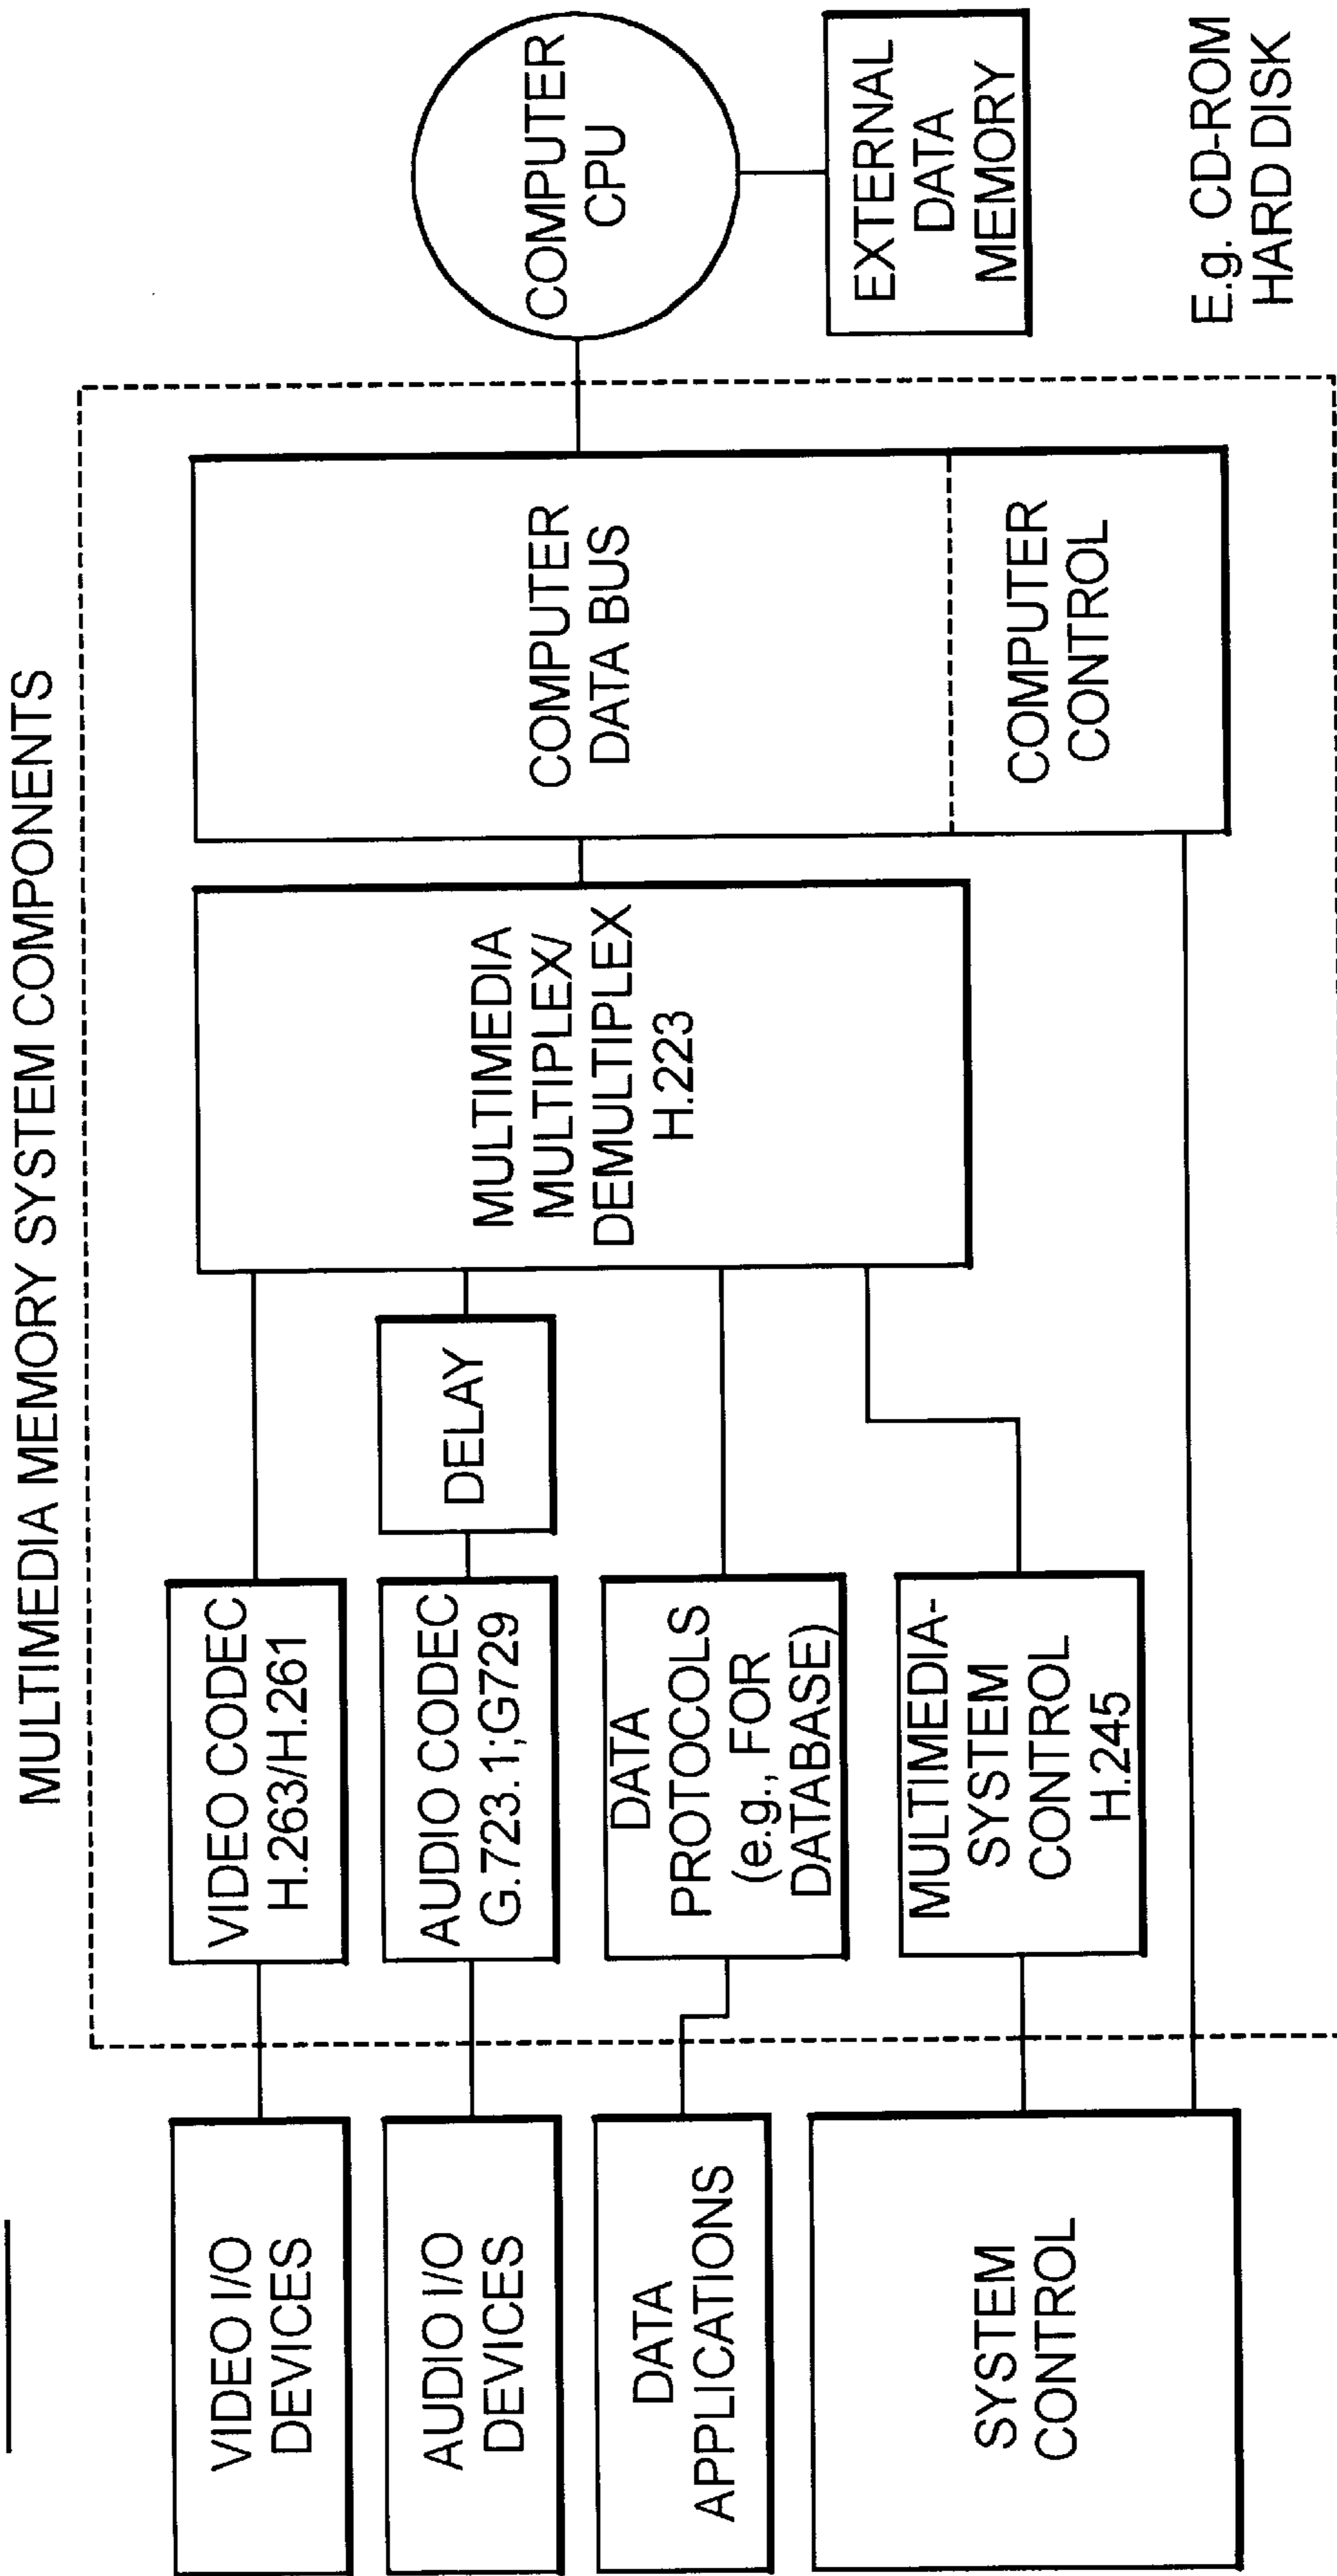 MULTIMEDIA MEMORY SYSTEM COMPONENTS
VIDEO I/O
DEVICES
VIDEO CODEC
H.263/H.261
AUDIO I/O
DEVICES
AUDIO CODEC
G.723.1;G729
DELAY
DATA
APPLICATIONS
DATA
PROTOCOLS
(e.g., FOR
DATABASE)
SYSTEM
CONTROL
MULTIMEDIA-
SYSTEM
CONTROL
H.245
MULTIMEDIA
MULTIPLEX/
DEMULTIPLEX
H.223
COMPUTER
DATA BUS
COMPUTER
CONTROL
COMPUTER
CPU
EXTERNAL
DATA
MEMORY
E.g. CD-ROM
HARD DISK